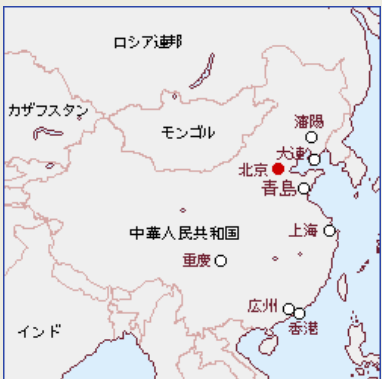 ロシア連邦
カザフスタン
モンゴル
瀋陽
大連
北京
青島
中華人民共和国
上海
重慶
広州
香港
インド